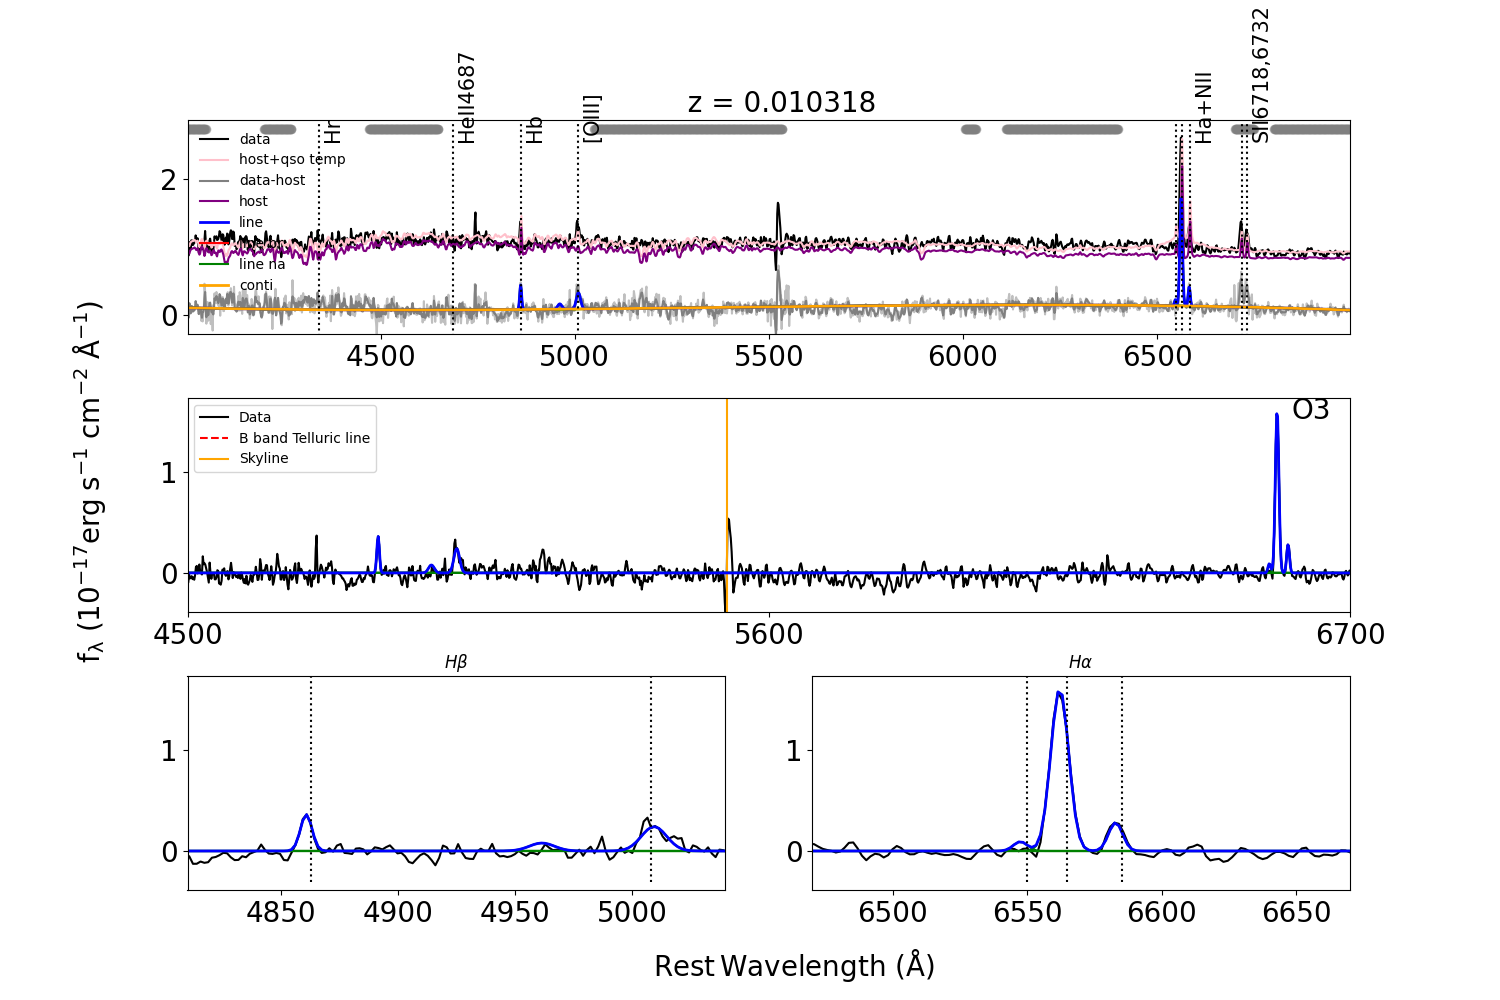 z = 0.010318
Hr
HeII4687
Hb
[OIII]
Ha+NII
SII6718,6732
data
host+qso temp
data-host
host
line
line na
conti
2
0
4500
5000
5500
6000
6500
Data
B band Telluric line
Skyline
O3
1
0
4500
5600
6700
fλ (10⁻¹⁷erg s⁻¹ cm⁻² Å⁻¹)
Hβ
1
0
4850
4900
4950
5000
Hα
1
0
6500
6550
6600
6650
Rest Wavelength (Å)